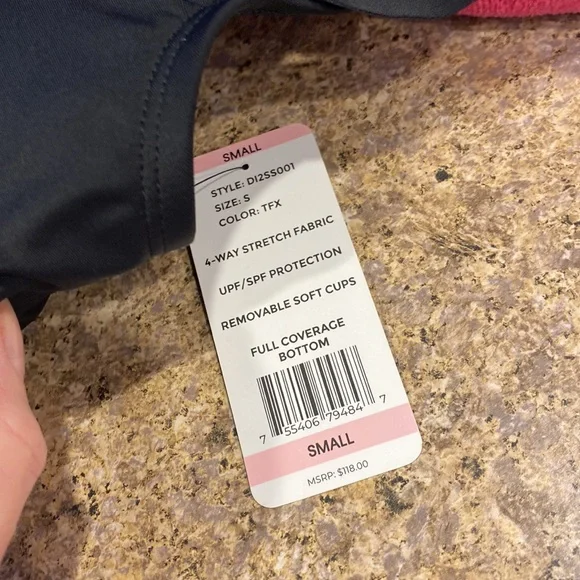 SMALL
STYLE: DI2SS001
SIZE: S
COLOR: TFX
4-WAY STRETCH FABRIC
UPF/SPF PROTECTION
REMOVABLE SOFT CUPS
FULL COVERAGE
BOTTOM
7 55406 79484 7
SMALL
MSRP: $118.00